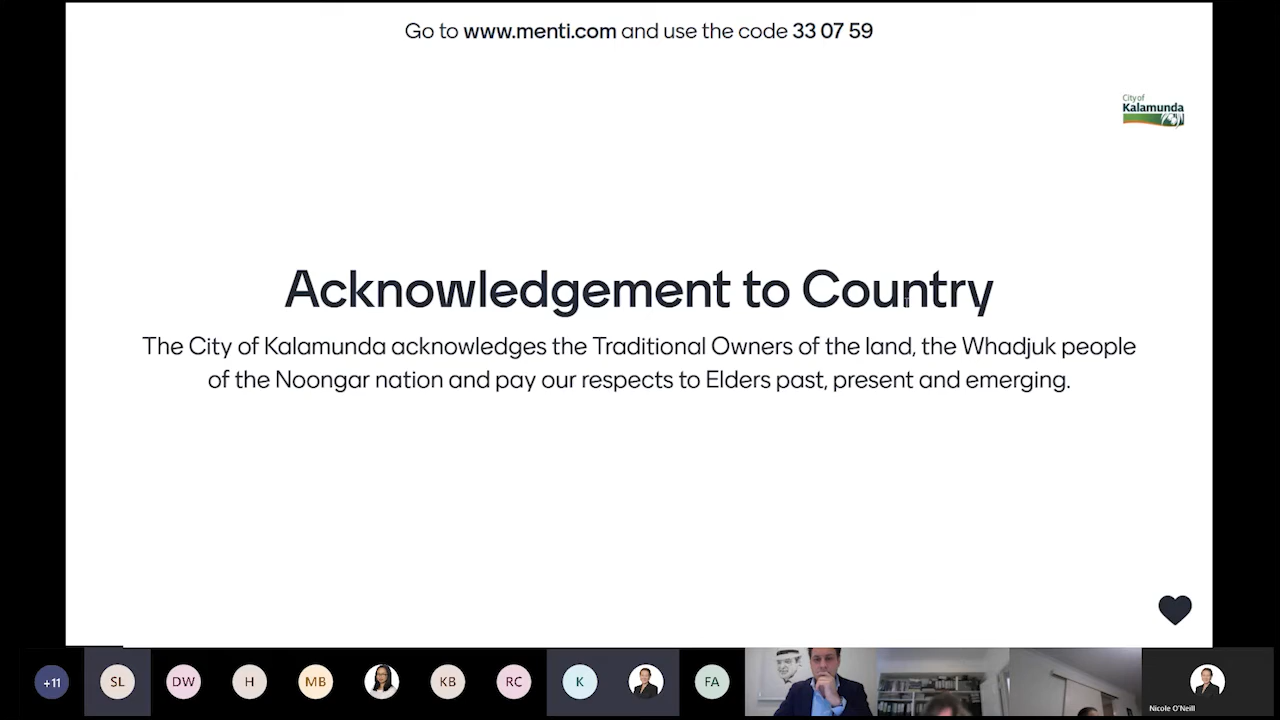 Go to www.menti.com and use the code 33 07 59
City of
Kalamunda
Acknowledgement to Country
The City of Kalamunda acknowledges the Traditional Owners of the land, the Whadjuk people
of the Noongar nation and pay our respects to Elders past, present and emerging.
+11
SL
DW
H
MB
KB
RC
K
FA
Nicole O'Neill